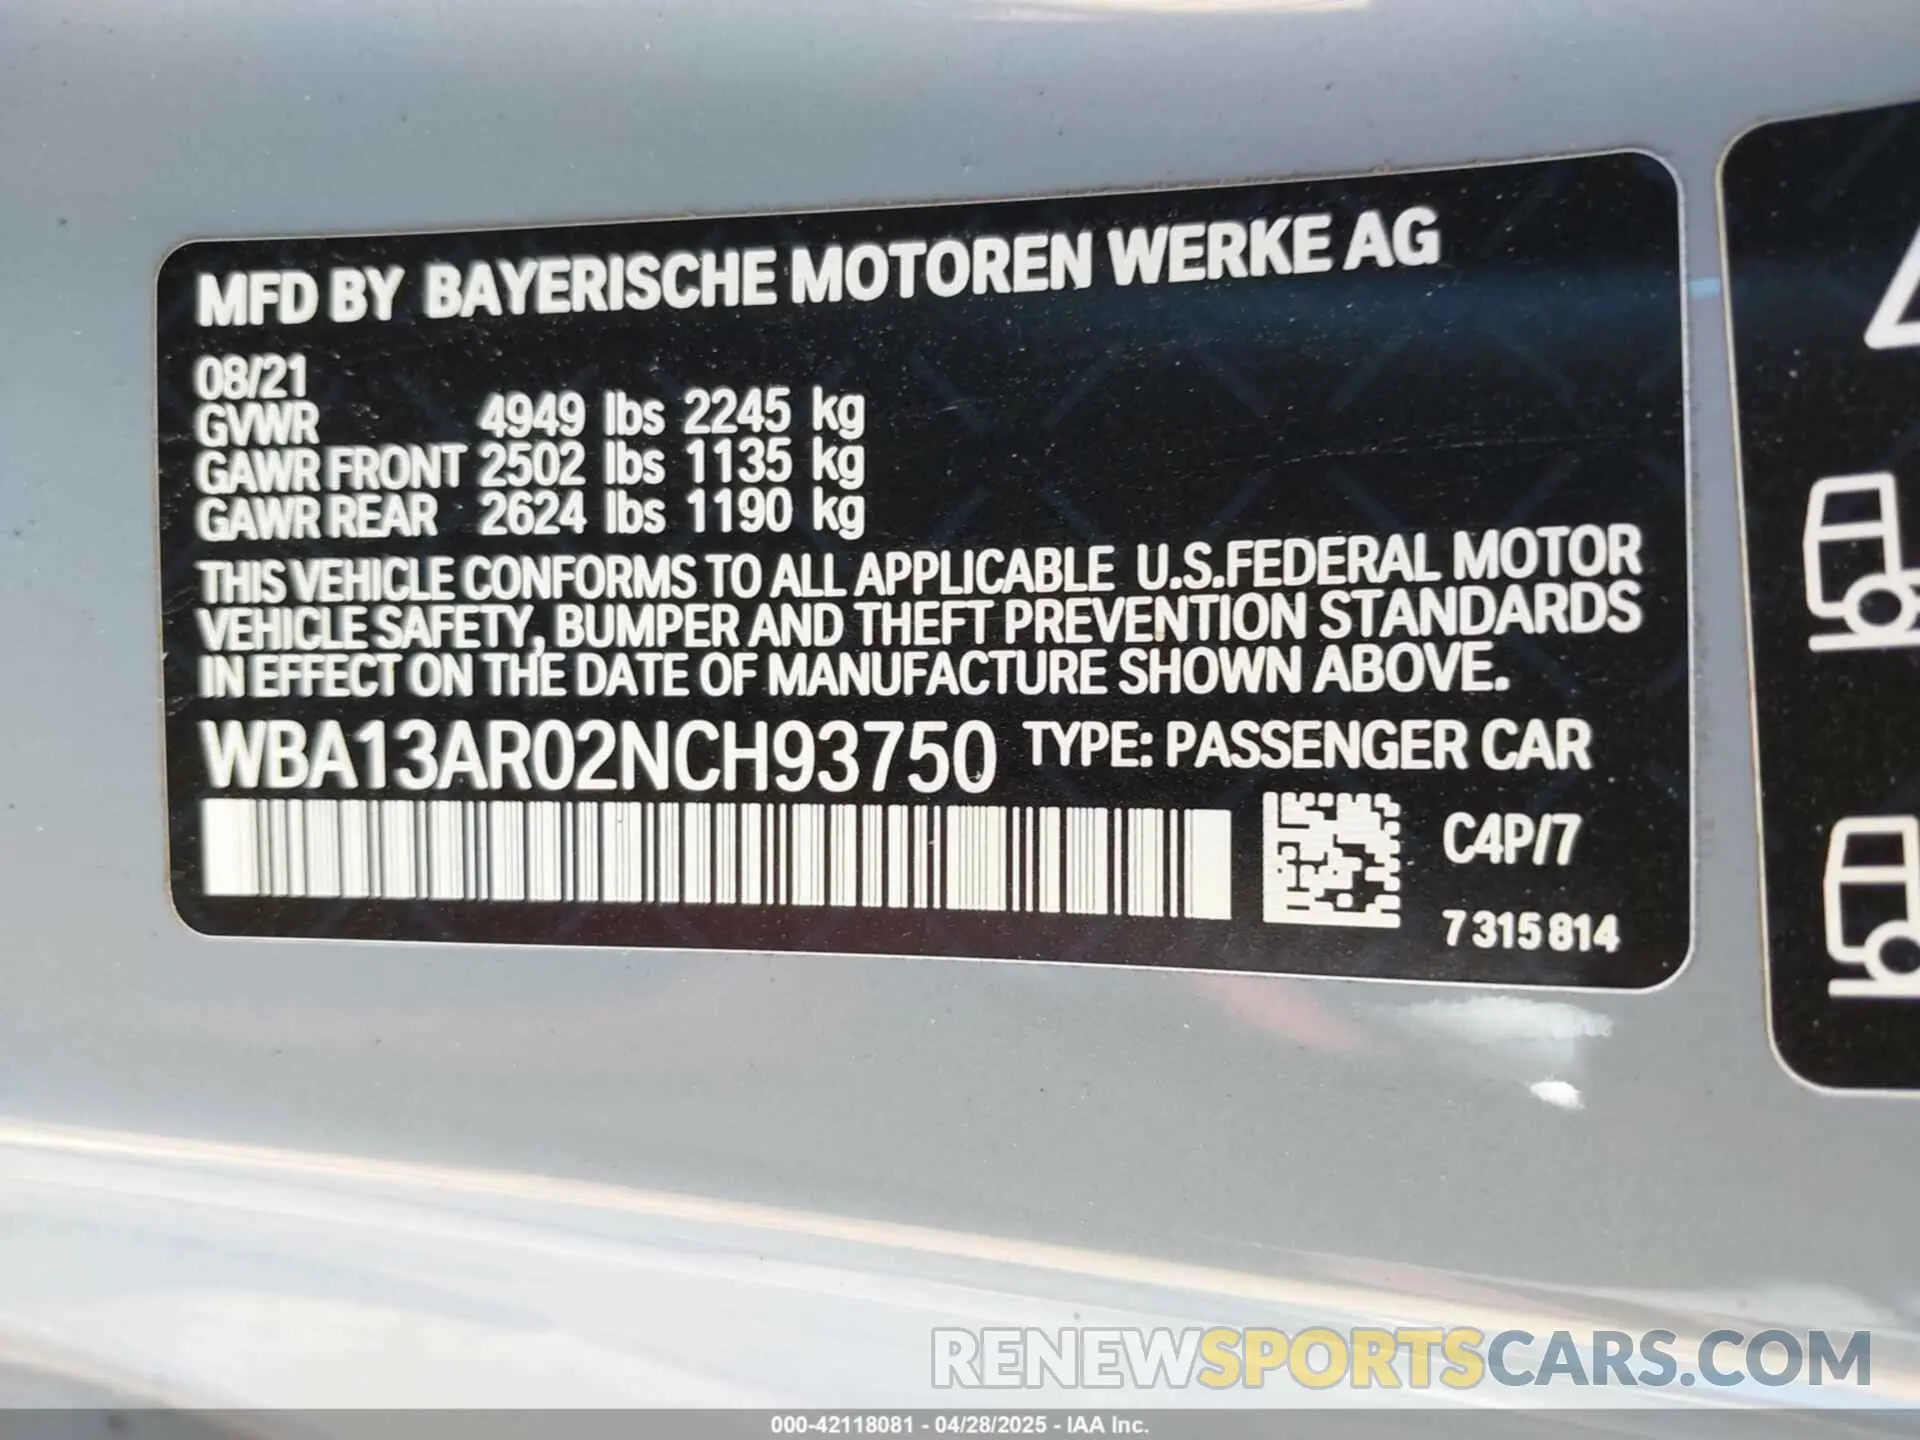 MFD BY BAYERISCHE MOTOREN WERKE AG
08/21
GVWR 4949 lbs 2245 kg
GAWR FRONT 2502 lbs 1135 kg
GAWR REAR 2624 lbs 1190 kg
THIS VEHICLE CONFORMS TO ALL APPLICABLE U.S.FEDERAL MOTOR
VEHICLE SAFETY, BUMPER AND THEFT PREVENTION STANDARDS
IN EFFECT ON THE DATE OF MANUFACTURE SHOWN ABOVE.
WBA13AR02NCH93750 TYPE: PASSENGER CAR
C4P/7
7 315 814
RENEWSPORTSCARS.COM
000-42118081 - 04/28/2025 - IAA Inc.